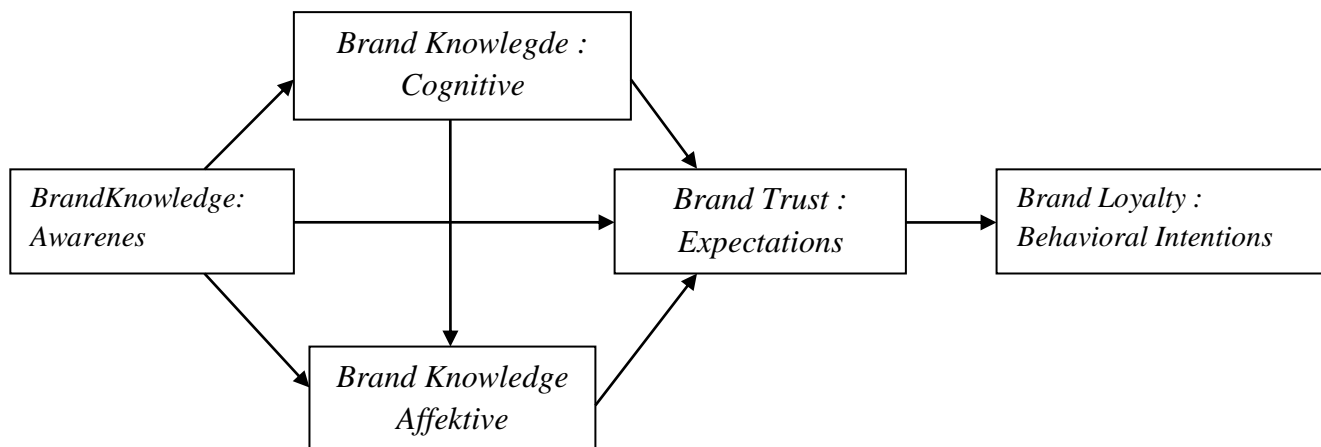 Brand Knowlegde :
Cognitive
BrandKnowledge:
Awarenes
Brand Trust :
Expectations
Brand Loyalty :
Behavioral Intentions
Brand Knowledge
Affektive